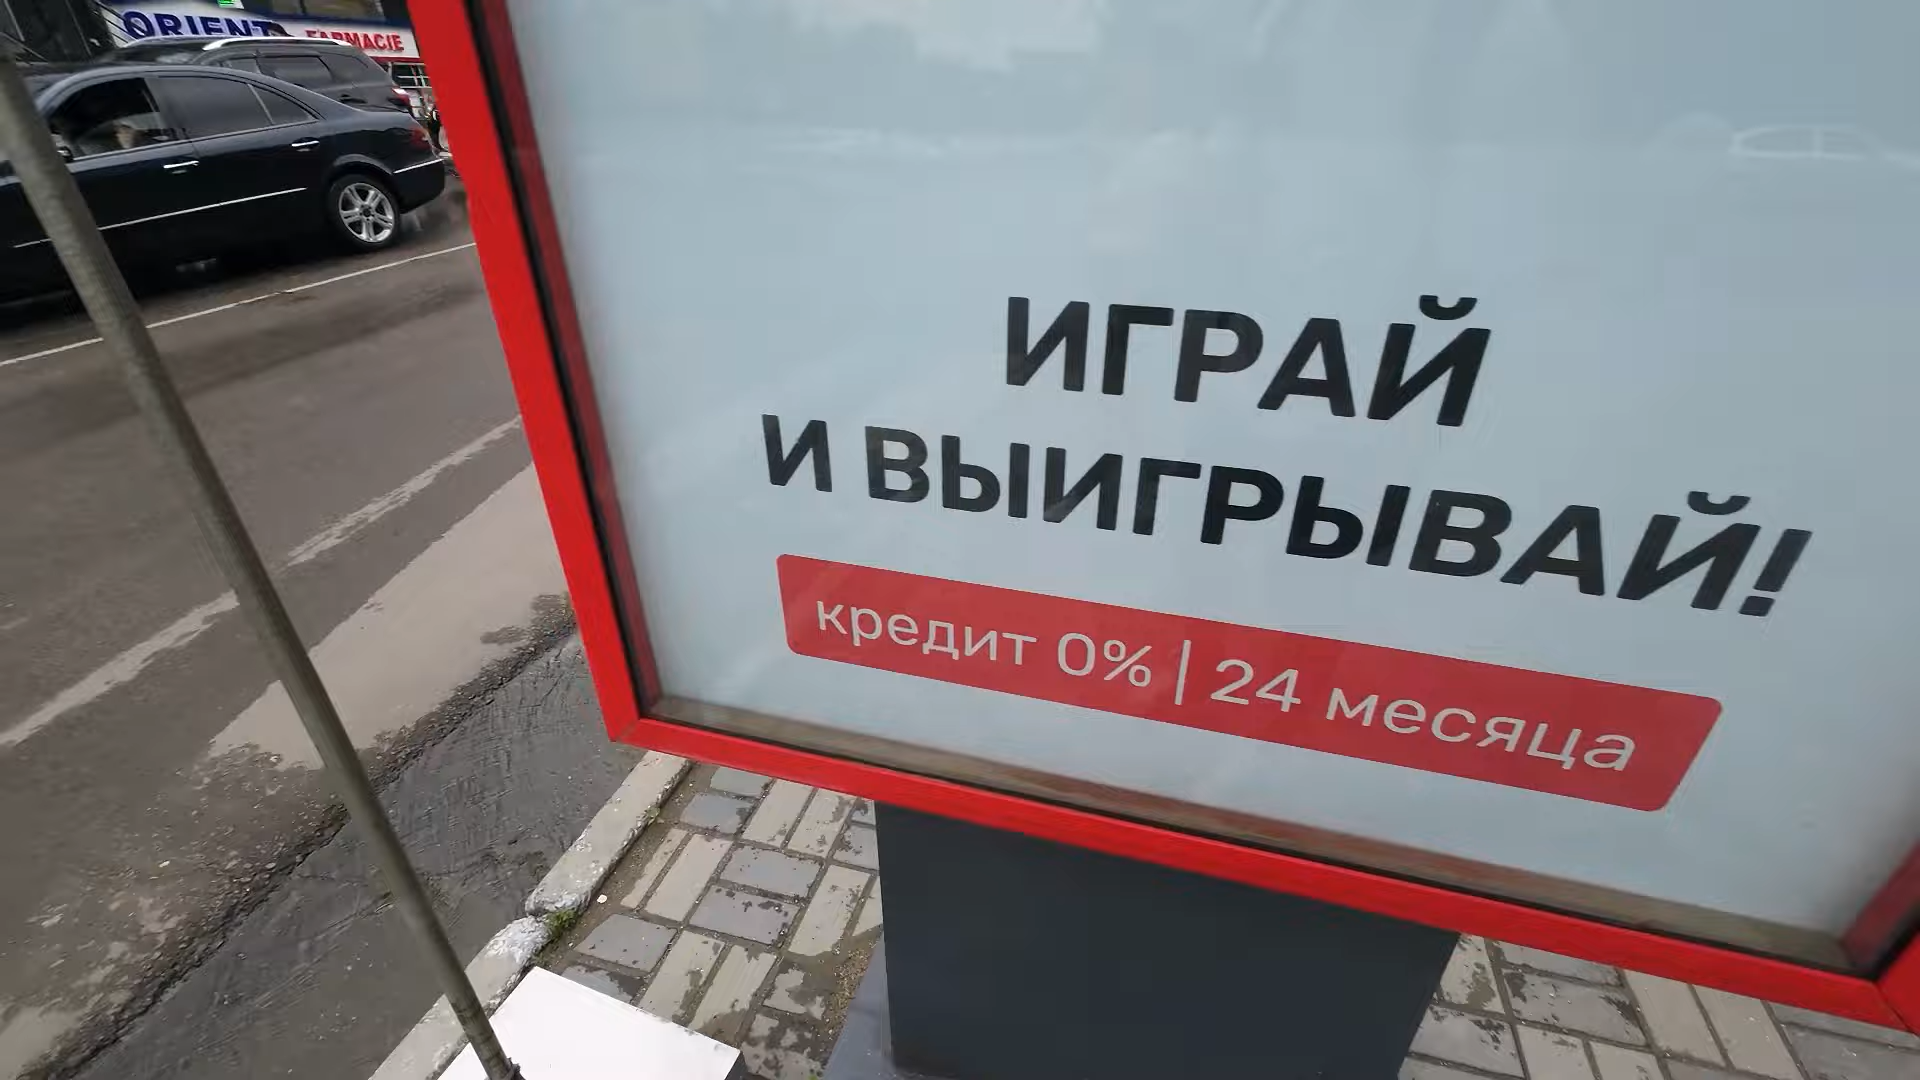 ORIENT
FARMACIE
ИГРАЙ
И ВЫИГРЫВАЙ!
кредит 0% | 24 месяца